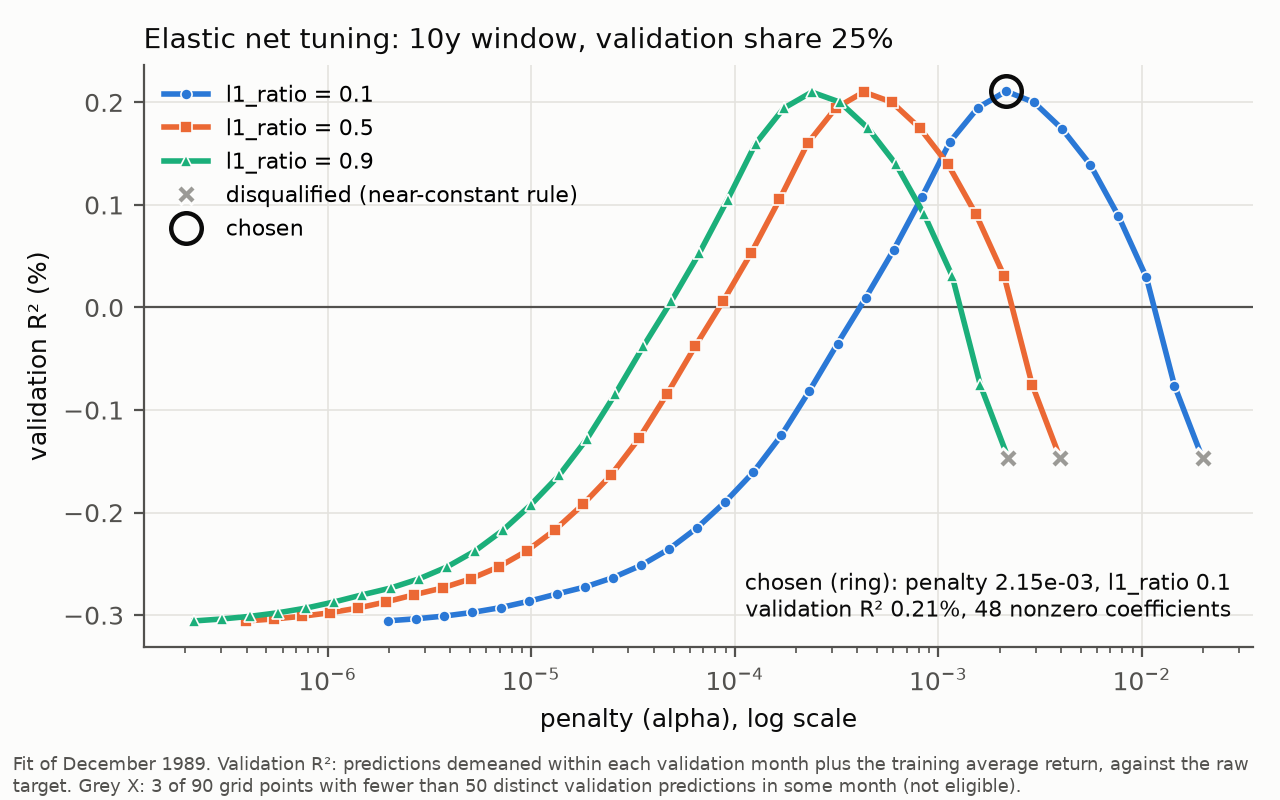 Elastic net tuning: 10y window, validation share 25%
l1_ratio = 0.1
l1_ratio = 0.5
l1_ratio = 0.9
disqualified (near-constant rule)
chosen
validation R² (%)
0.2
0.1
0.0
−0.1
−0.2
−0.3
chosen (ring): penalty 2.15e-03, l1_ratio 0.1
validation R² 0.21%, 48 nonzero coefficients
10⁻⁶ 10⁻⁵ 10⁻⁴ 10⁻³ 10⁻²
penalty (alpha), log scale
Fit of December 1989. Validation R²: predictions demeaned within each validation month plus the training average return, against the raw
target. Grey X: 3 of 90 grid points with fewer than 50 distinct validation predictions in some month (not eligible).